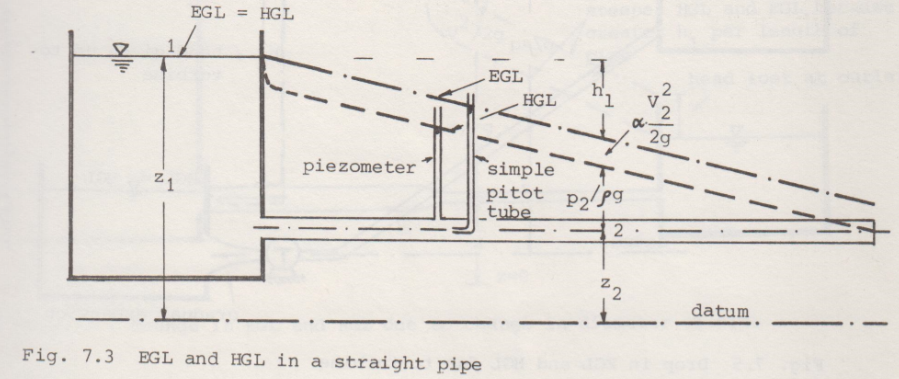 EGL = HGL
1
EGL
HGL
h1
α V2²/2g
piezometer
simple
pitot
tube
z1
p2/ρg
2
z2
datum
Fig. 7.3 EGL and HGL in a straight pipe